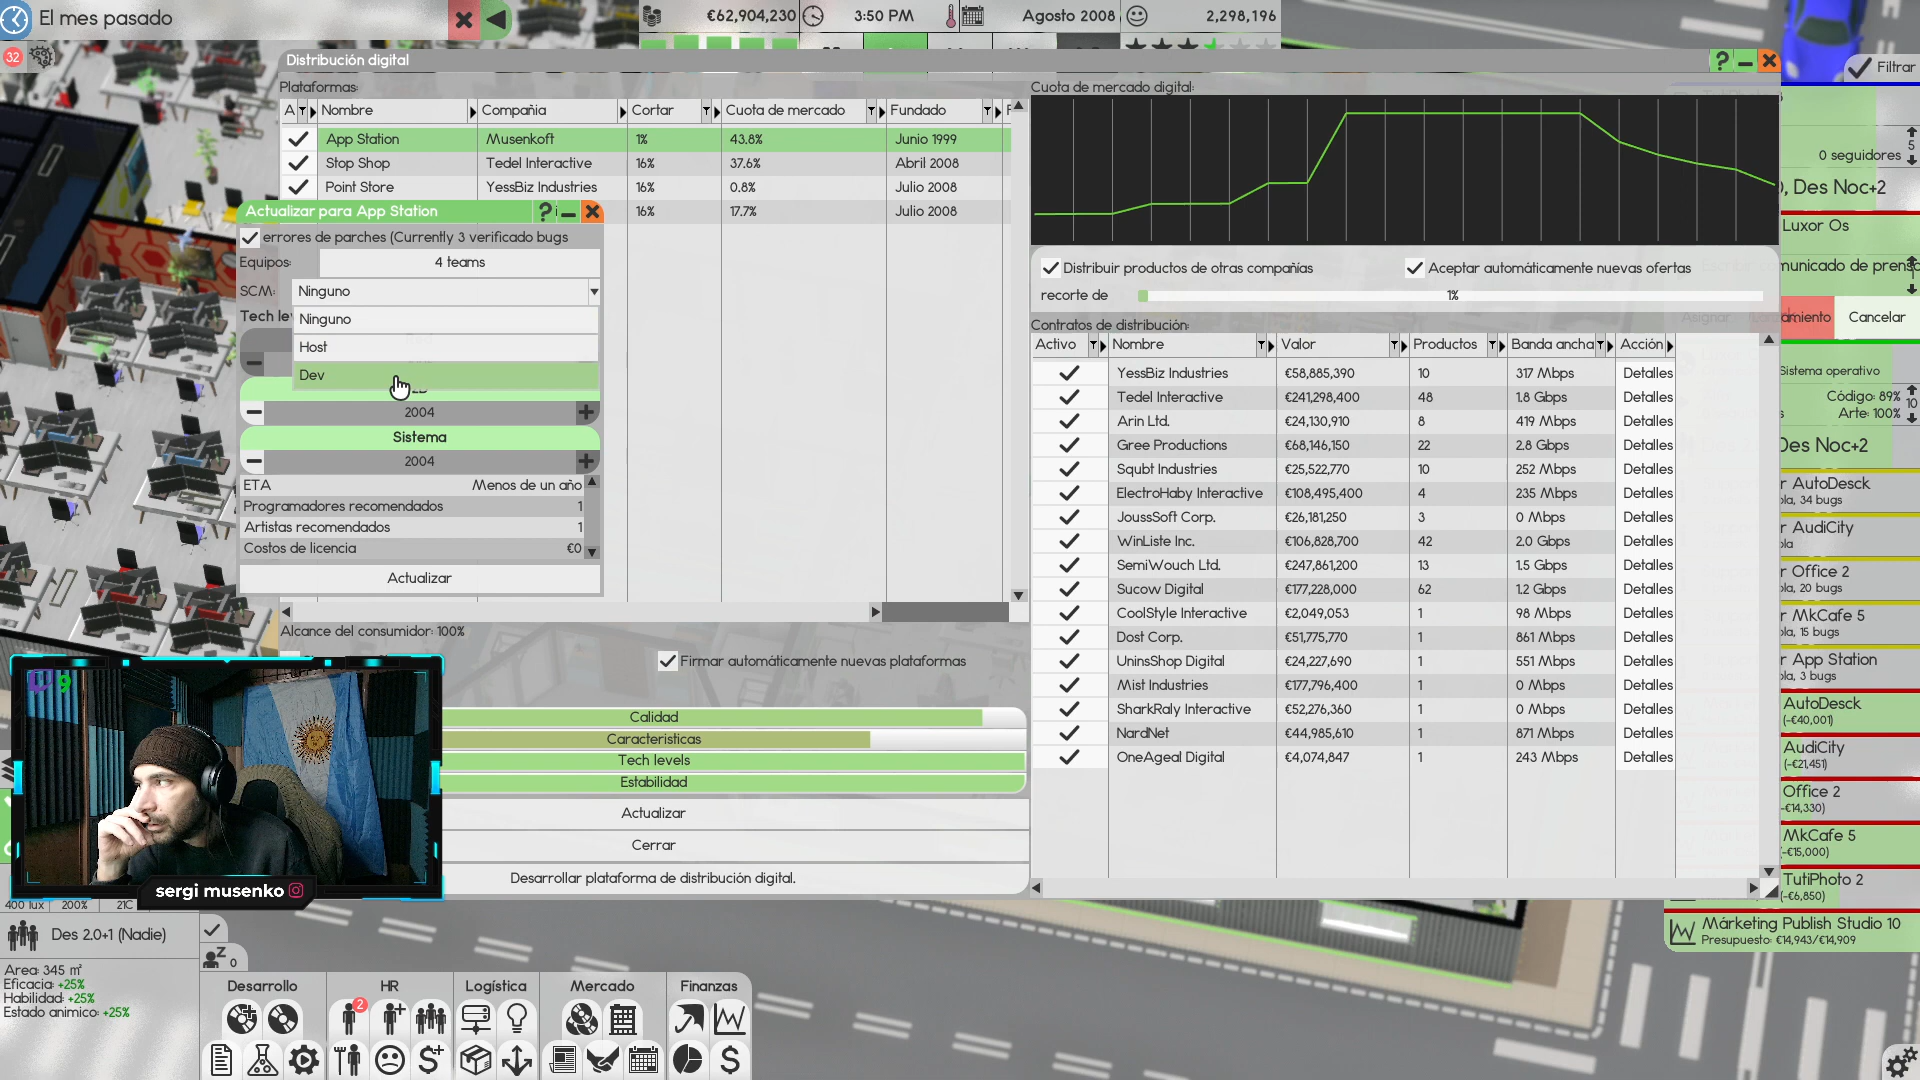 El mes pasado
€62,904,230
3:50 PM
Agosto 2008
2,298,196
32
Distribución digital
?
Filtrar
Plataformas:
A Nombre Compañia Cortar Cuota de mercado Fundado
App Station Musenkoft 1% 43.8% Junio 1999
Stop Shop Tedel Interactive 16% 37.6% Abril 2008
Point Store YessBiz Industries 16% 0.8% Julio 2008
16% 17.7% Julio 2008
Actualizar para App Station
?
errores de parches (Currently 3 verificado bugs
Equipos: 4 teams
SCM: Ninguno
Ninguno
Host
Dev
Tech le
2004
Sistema
2004
ETA Menos de un año
Programadores recomendados 1
Artistas recomendados 1
Costos de licencia €0
Actualizar
Alcance del consumidor: 100%
Firmar automáticamente nuevas plataformas
Calidad
Caracteristicas
Tech levels
Estabilidad
Actualizar
Cerrar
Desarrollar plataforma de distribución digital.
Cuota de mercado digital:
Distribuir productos de otras compañías
Aceptar automáticamente nuevas ofertas
recorte de 1%
Contratos de distribución:
Activo Nombre Valor Productos Banda ancha Acción
YessBiz Industries €58,885,390 10 317 Mbps Detalles
Tedel Interactive €241,298,400 48 1.8 Gbps Detalles
Arin Ltd. €24,130,910 8 419 Mbps Detalles
Gree Productions €68,146,150 22 2.8 Gbps Detalles
Squbt Industries €25,522,770 10 252 Mbps Detalles
ElectroHaby Interactive €108,495,400 4 235 Mbps Detalles
JoussSoft Corp. €26,181,250 3 0 Mbps Detalles
WinListe Inc. €106,828,700 42 2.0 Gbps Detalles
SemiWouch Ltd. €247,861,200 13 1.5 Gbps Detalles
Sucow Digital €177,228,000 62 1.2 Gbps Detalles
CoolStyle Interactive €2,049,053 1 98 Mbps Detalles
Dost Corp. €51,775,770 1 861 Mbps Detalles
UninsShop Digital €24,227,690 1 551 Mbps Detalles
Mist Industries €177,796,400 1 0 Mbps Detalles
SharkRaly Interactive €52,276,360 1 0 Mbps Detalles
NardNet €44,985,610 1 871 Mbps Detalles
OneAgeal Digital €4,074,847 1 243 Mbps Detalles
0 seguidores
5
, Des Noc+2
Luxor Os
omunicado de prensa
Asignar
amiento
Cancelar
Sistema operativo
Código: 89%
Arte: 100%
10
Des Noc+2
r AutoDesck
ola, 34 bugs
r AudiCity
ola
r Office 2
ola, 20 bugs
r MkCafe 5
ola, 15 bugs
r App Station
ola, 3 bugs
AutoDesck
(-€40,001)
AudiCity
(-€21,451)
Office 2
-€14,330)
MkCafe 5
(-€15,000)
TutiPhoto 2
(-€6,850)
Márketing Publish Studio 10
Presupuesto: €14,943/€14,909
sergi musenko
400 lux 200% 21C
Des 2.0+1 (Nadie)
Z
0
Area: 345 m²
Eficacia: +25%
Habilidad: +25%
Estado animico: +25%
Desarrollo
HR
Logística
Mercado
Finanzas
2